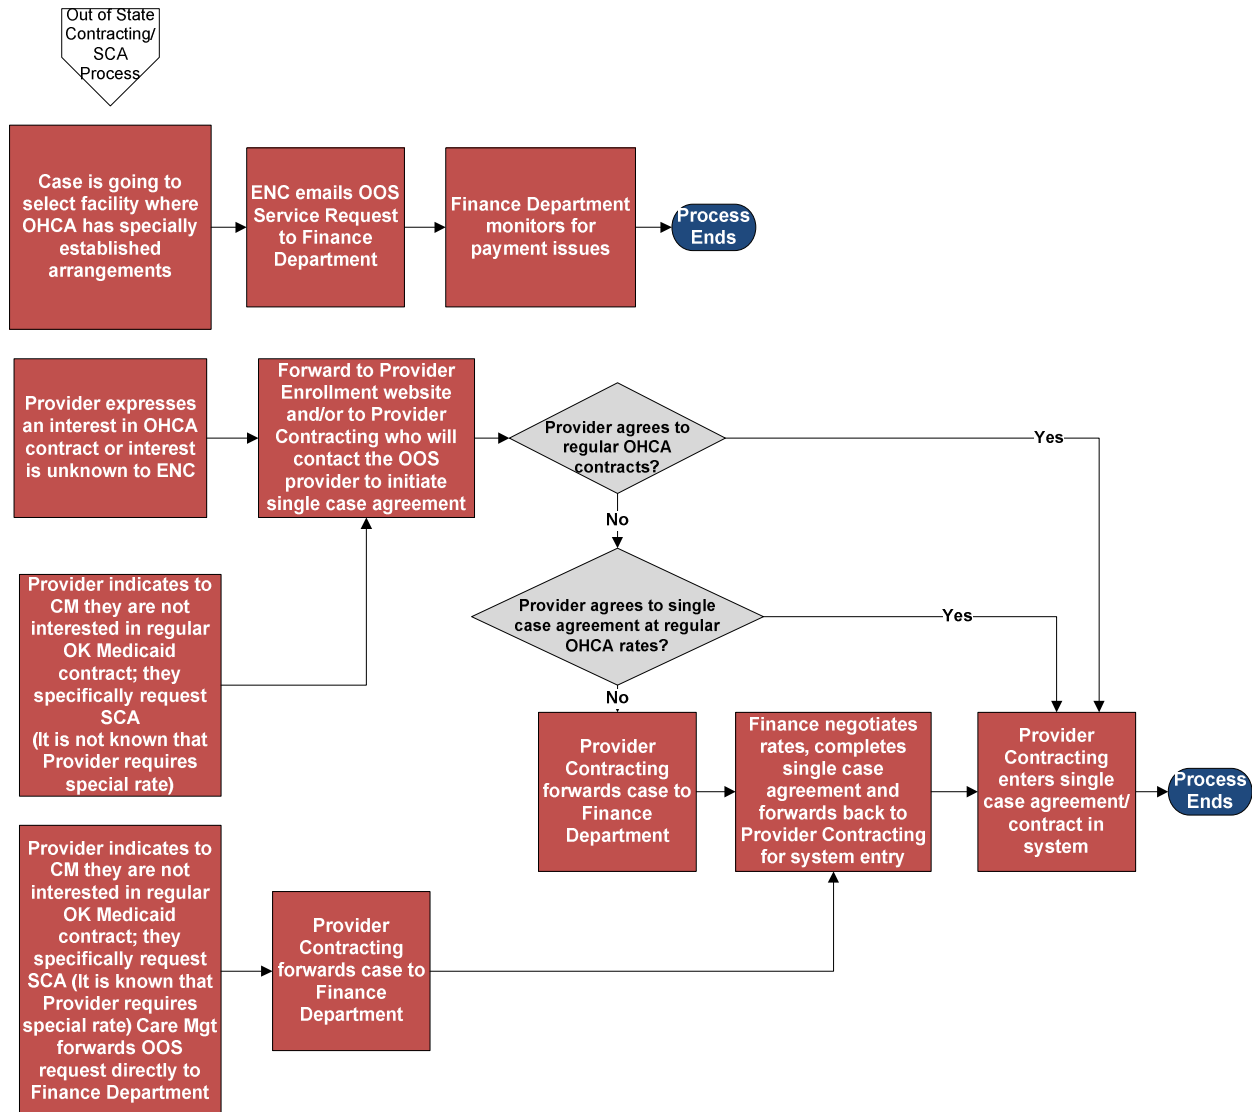 Out of State
Contracting/
SCA
Process
Case is going to
select facility where
OHCA has specially
established
arrangements
ENC emails OOS
Service Request
to Finance
Department
Finance Department
monitors for
payment issues
Process
Ends
Provider expresses
an interest in OHCA
contract or interest
is unknown to ENC
Forward to Provider
Enrollment website
and/or to Provider
Contracting who will
contact the OOS
provider to initiate
single case agreement
Provider agrees to
regular OHCA
contracts?
Yes
No
Provider indicates to
CM they are not
interested in regular
OK Medicaid
contract; they
specifically request
SCA
(It is not known that
Provider requires
special rate)
Provider agrees to single
case agreement at regular
OHCA rates?
Yes
No
Provider
Contracting
forwards case to
Finance
Department
Finance negotiates
rates, completes
single case
agreement and
forwards back to
Provider Contracting
for system entry
Provider
Contracting
enters single
case agreement/
contract in
system
Process
Ends
Provider indicates to
CM they are not
interested in regular
OK Medicaid
contract; they
specifically request
SCA (It is known that
Provider requires
special rate) Care Mgt
forwards OOS
request directly to
Finance Department
Provider
Contracting
forwards case to
Finance
Department